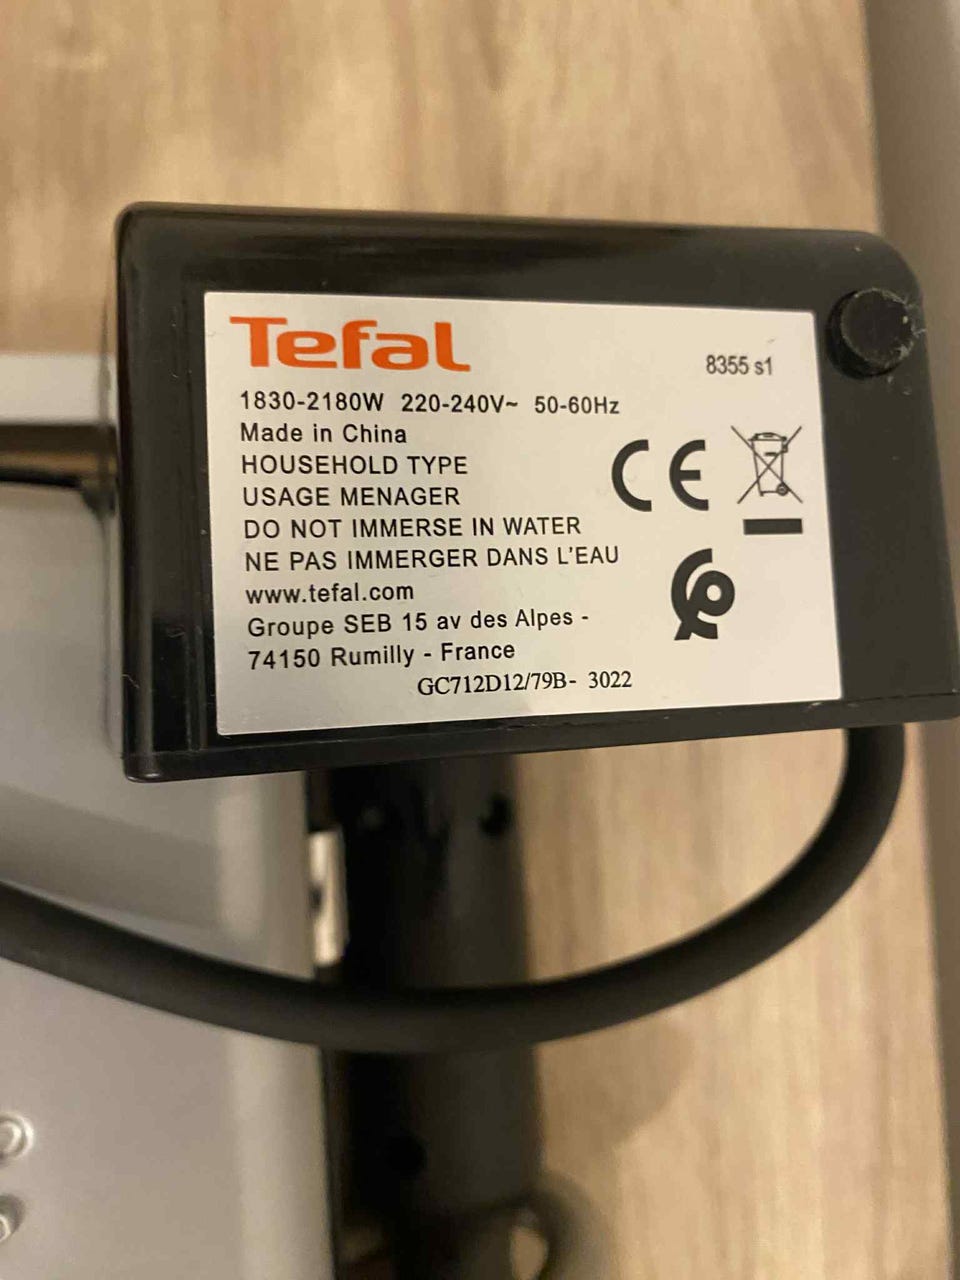 Tefal
8355 s1
1830-2180W 220-240V~ 50-60Hz
Made in China
HOUSEHOLD TYPE
USAGE MENAGER
DO NOT IMMERSE IN WATER
NE PAS IMMERGER DANS L'EAU
www.tefal.com
Groupe SEB 15 av des Alpes -
74150 Rumilly - France
GC712D12/79B- 3022
CE